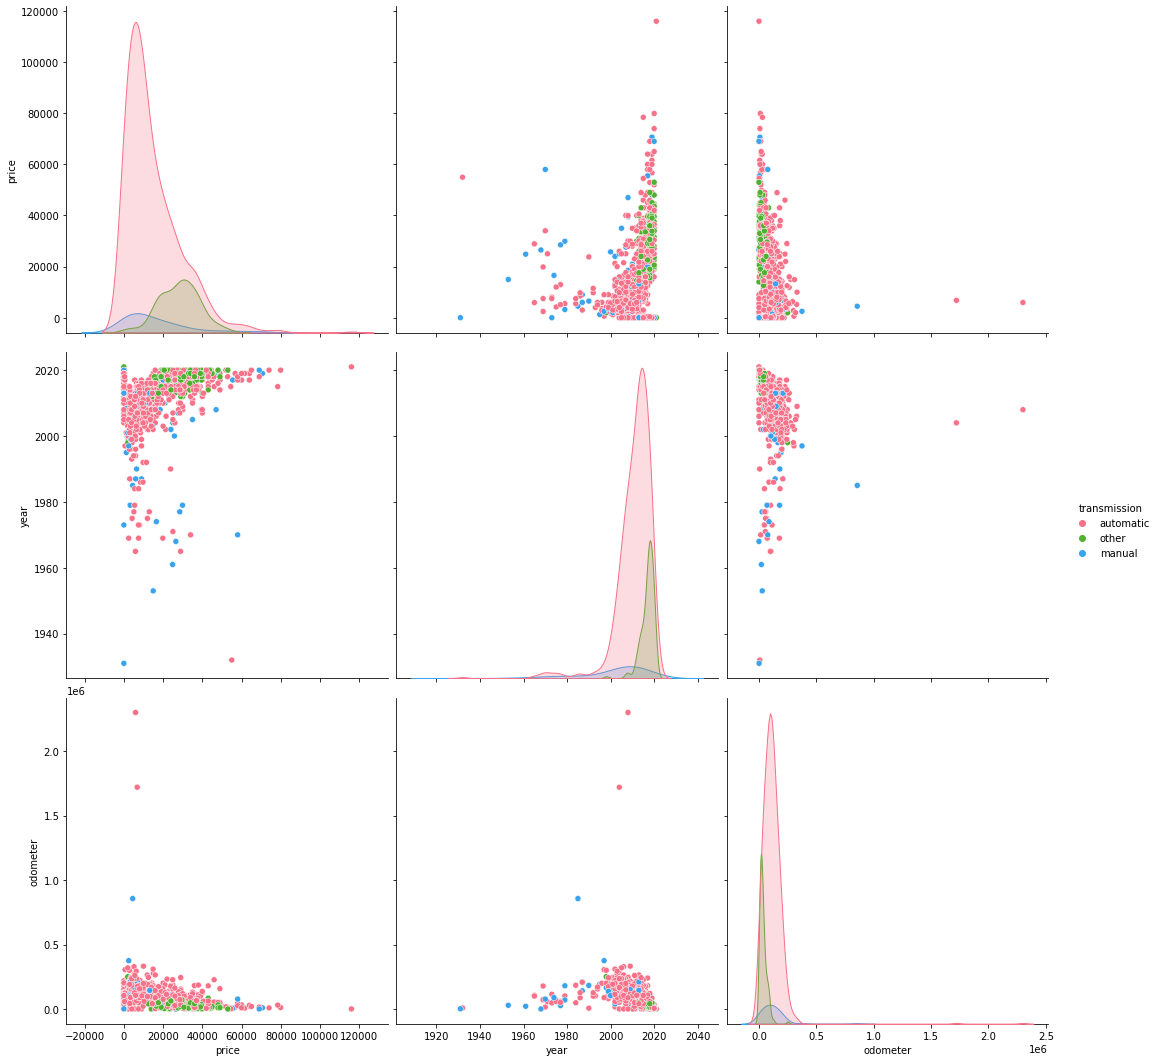 120000
100000
80000
60000
40000
20000
0
price
2020
2000
1980
1960
1940
year
transmission
automatic
other
manual
1e6
2.0
1.5
1.0
0.5
0.0
odometer
−20000 0 20000 40000 60000 80000 100000 120000
price
1920 1940 1960 1980 2000 2020 2040
year
0.0 0.5 1.0 1.5 2.0 2.5
1e6
odometer